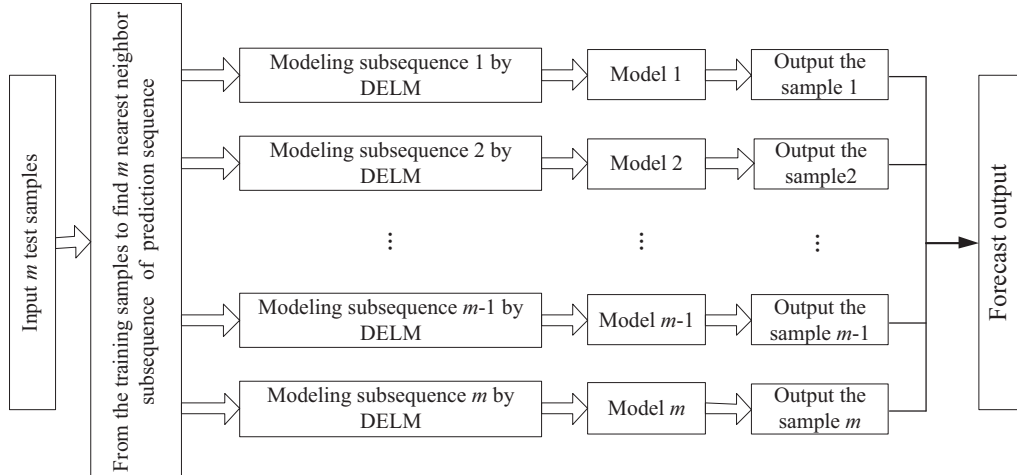 Input m test samples
From the training samples to find m nearest neighbor
subsequence of prediction sequence
Modeling subsequence 1 by
DELM
Model 1
Output the
sample 1
Modeling subsequence 2 by
DELM
Model 2
Output the
sample2
...
...
...
Modeling subsequence m-1 by
DELM
Model m-1
Output the
sample m-1
Modeling subsequence m by
DELM
Model m
Output the
sample m
Forecast output